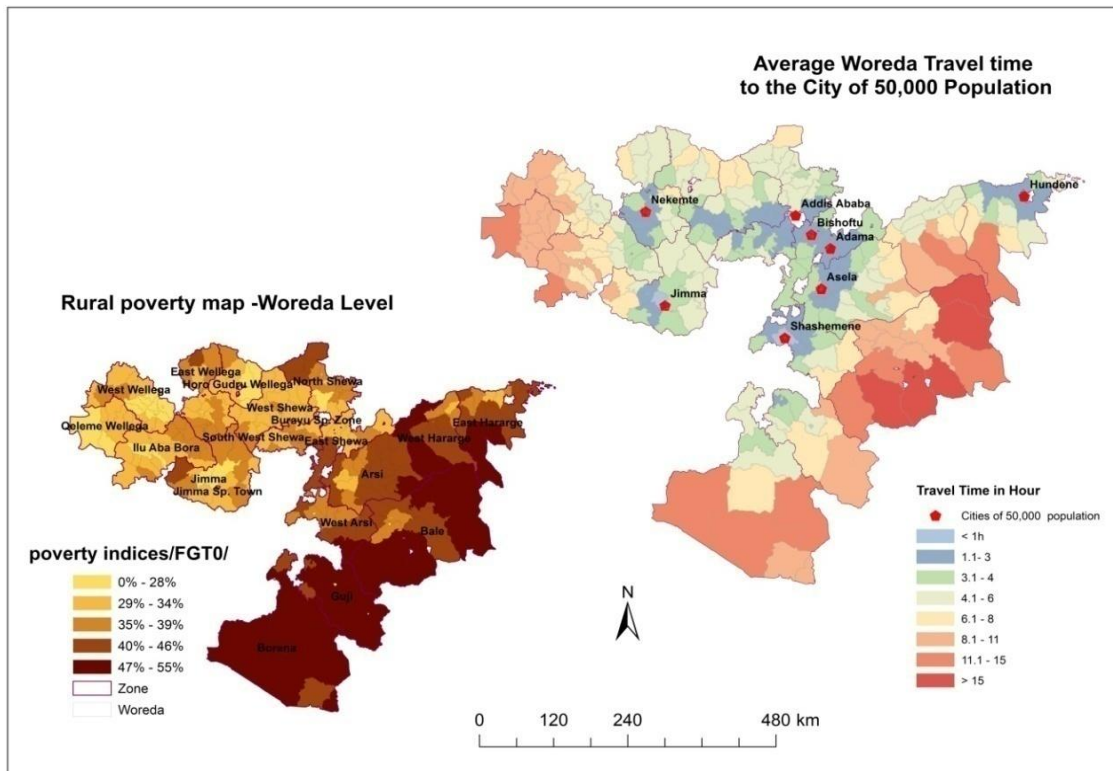 Average Woreda Travel time
to the City of 50,000 Population
Hundene
Nekemte
Addis Ababa
Bishoftu
Adama
Asela
Jimma
Shashemene
Rural poverty map -Woreda Level
East Wellega
Horo Gudru Wellega
North Shewa
West Wellega
West Shewa
Qeleme Wellega
Burayu Sp. Zone
South West Shewa
East Shewa
Ilu Aba Bora
East Hararge
West Hararge
Jimma
Jimma Sp. Town
Arsi
West Arsi
Bale
Guji
Borena
poverty indices/FGT0/
0% - 28%
29% - 34%
35% - 39%
40% - 46%
47% - 55%
Zone
Woreda
N
Travel Time in Hour
Cities of 50,000 population
< 1h
1.1- 3
3.1 - 4
4.1 - 6
6.1 - 8
8.1 - 11
11.1 - 15
> 15
0 120 240 480 km